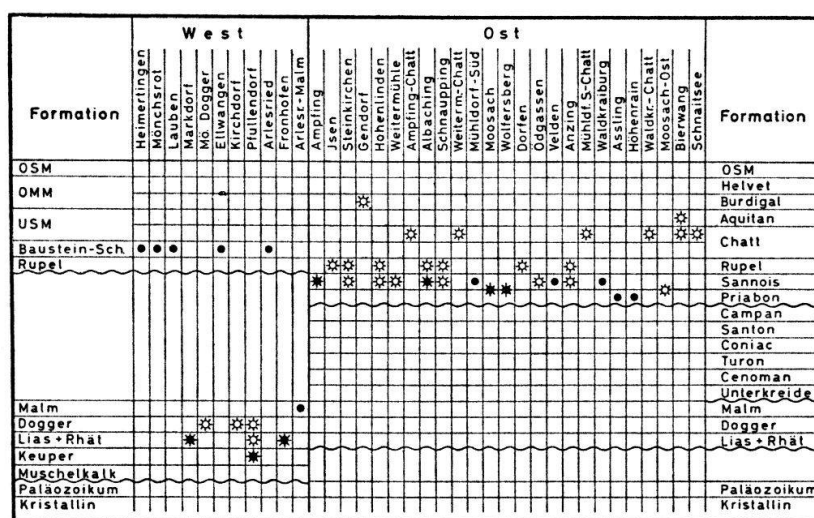 West
Ost
Formation
Heimertingen
Mönchsrot
Lauben
Markdorf
Mö. Dogger
Ellwangen
Kirchdorf
Pfullendorf
Arlesried
Fronhofen
Arlesr.-Malm
Ampfing
Jsen
Steinkirchen
Gendorf
Hohenlinden
Weitermühle
Ampfing-Chatt
Albaching
Schnaupping
Weiterm-Chatt
Mühldorf-Süd
Moosach
Wolfersberg
Dorfen
Ödgassen
Velden
Anzing
Mühldf.S-Chatt
Waldkraiburg
Assling
Höhenrain
Waldkr.-Chatt
Moosach-Ost
Bierwang
Schnaitsee
Formation
OSM
OMM
USM
Baustein-Sch.
Rupel
Malm
Dogger
Lias+Rhät
Keuper
Muschelkalk
Paläozoikum
Kristallin
OSM
Helvet
Burdigal
Aquitan
Chatt
Rupel
Sannois
Priabon
Campan
Santon
Coniac
Turon
Cenoman
Unterkreide
Malm
Dogger
Lias+Rhät
Paläozoikum
Kristallin